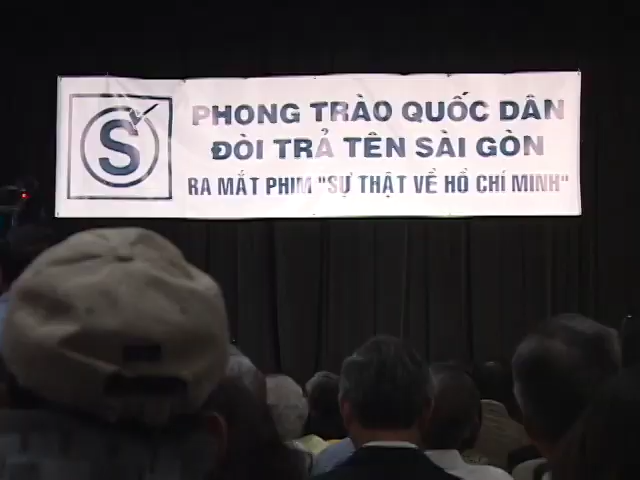 S
PHONG TRÀO QUỐC DÂN
ĐÒI TRẢ TÊN SÀI GÒN
RA MẮT PHIM "SỰ THẬT VỀ HỒ CHÍ MINH"